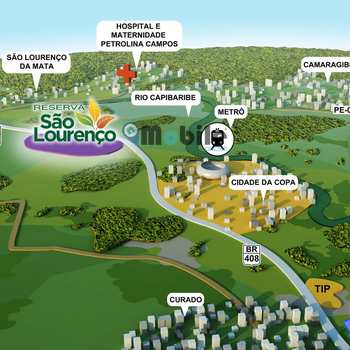 HOSPITAL E
MATERNIDADE
PETROLINA CAMPOS
SÃO LOURENÇO
DA MATA
CAMARAGIBE
RIO CAPIBARIBE
METRÔ
PE-0
RESERVA
São
Lourenço
CIDADE DA COPA
BR
408
TIP
CURADO